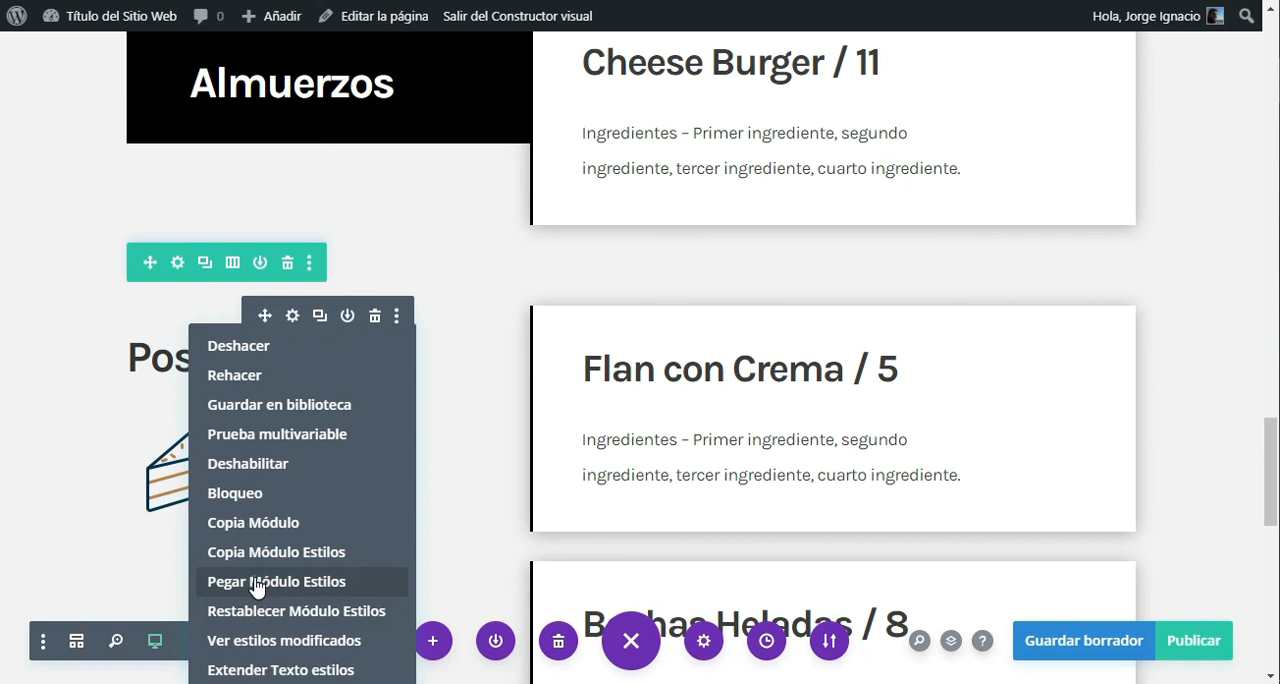 Título del Sitio Web 0 Añadir Editar la página Salir del Constructor visual Hola, Jorge Ignacio
Almuerzos
Cheese Burger / 11
Ingredientes – Primer ingrediente, segundo
ingrediente, tercer ingrediente, cuarto ingrediente.
Pos
Deshacer
Rehacer
Guardar en biblioteca
Prueba multivariable
Deshabilitar
Bloqueo
Copia Módulo
Copia Módulo Estilos
Pegar Módulo Estilos
Restablecer Módulo Estilos
Ver estilos modificados
Extender Texto estilos
Flan con Crema / 5
Ingredientes – Primer ingrediente, segundo
ingrediente, tercer ingrediente, cuarto ingrediente.
Heladas / 8
Guardar borrador
Publicar